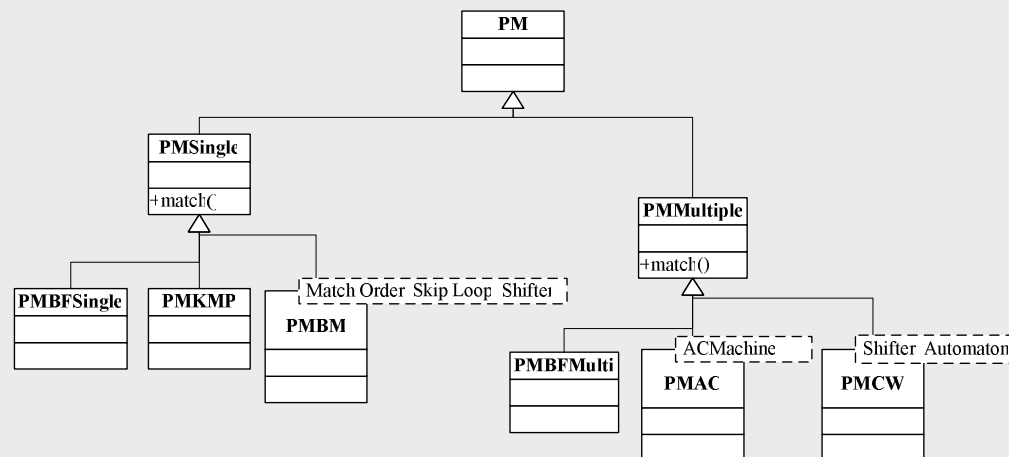 PM
PMSingle
+match(
PMMultiple
+match()
PMBFSingle
PMKMP
Match Order Skip Loop Shifter
PMBM
PMBFMulti
ACMachine
PMAC
Shifter Automaton
PMCW